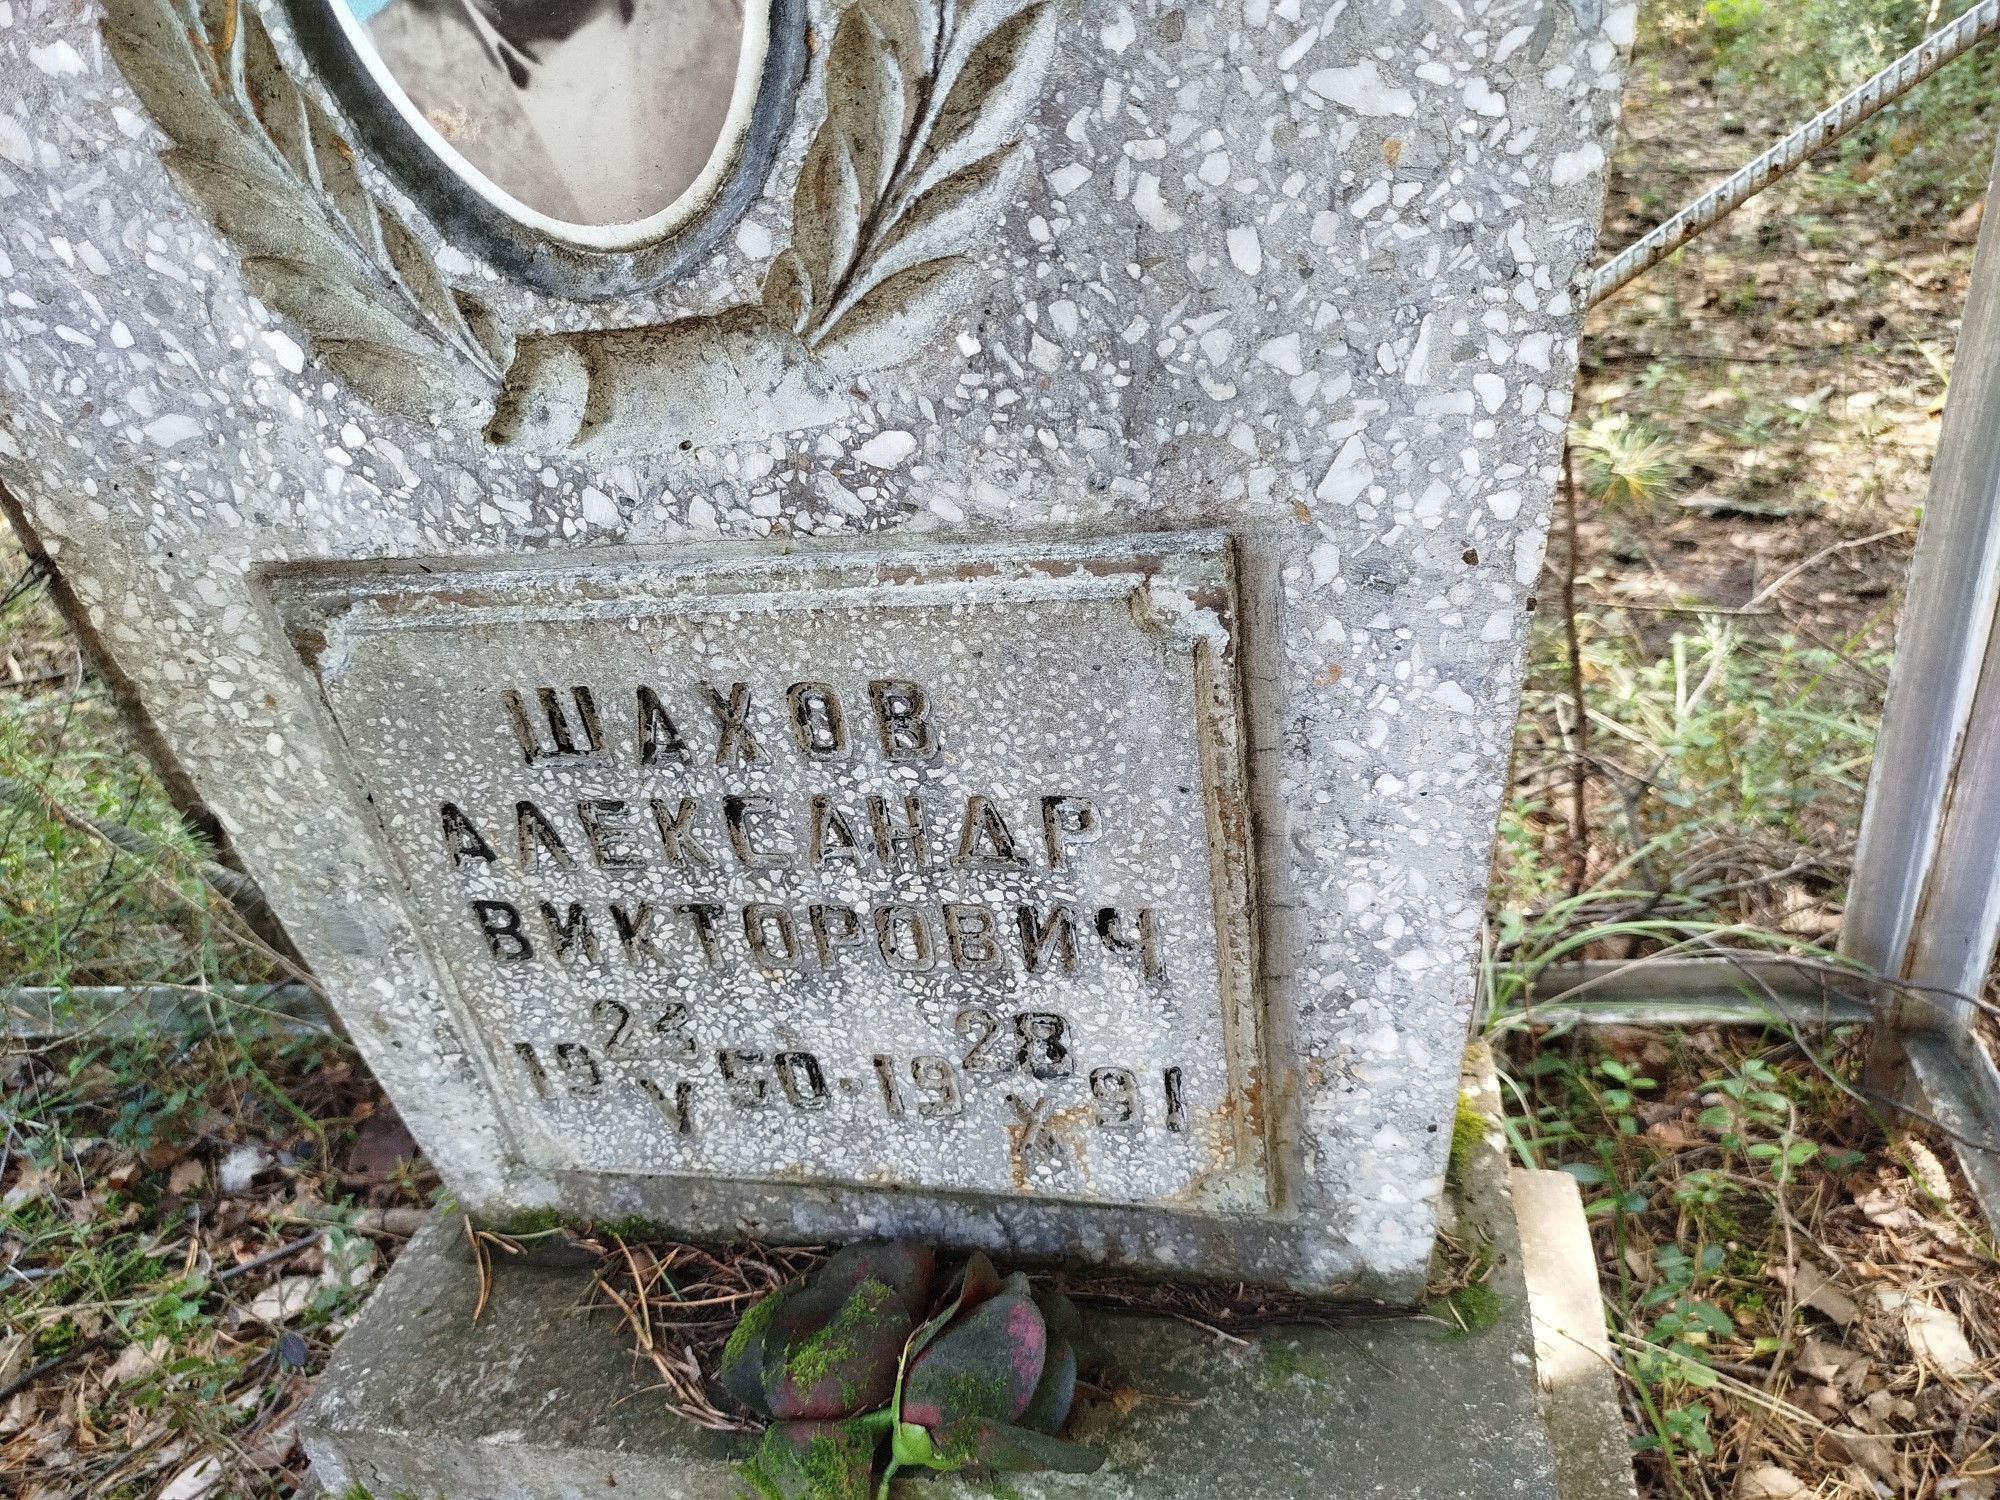 ШАХОВ
АЛЕКСАНДР
ВИКТОРОВИЧ
19 23/V 50 · 19 28/X 91